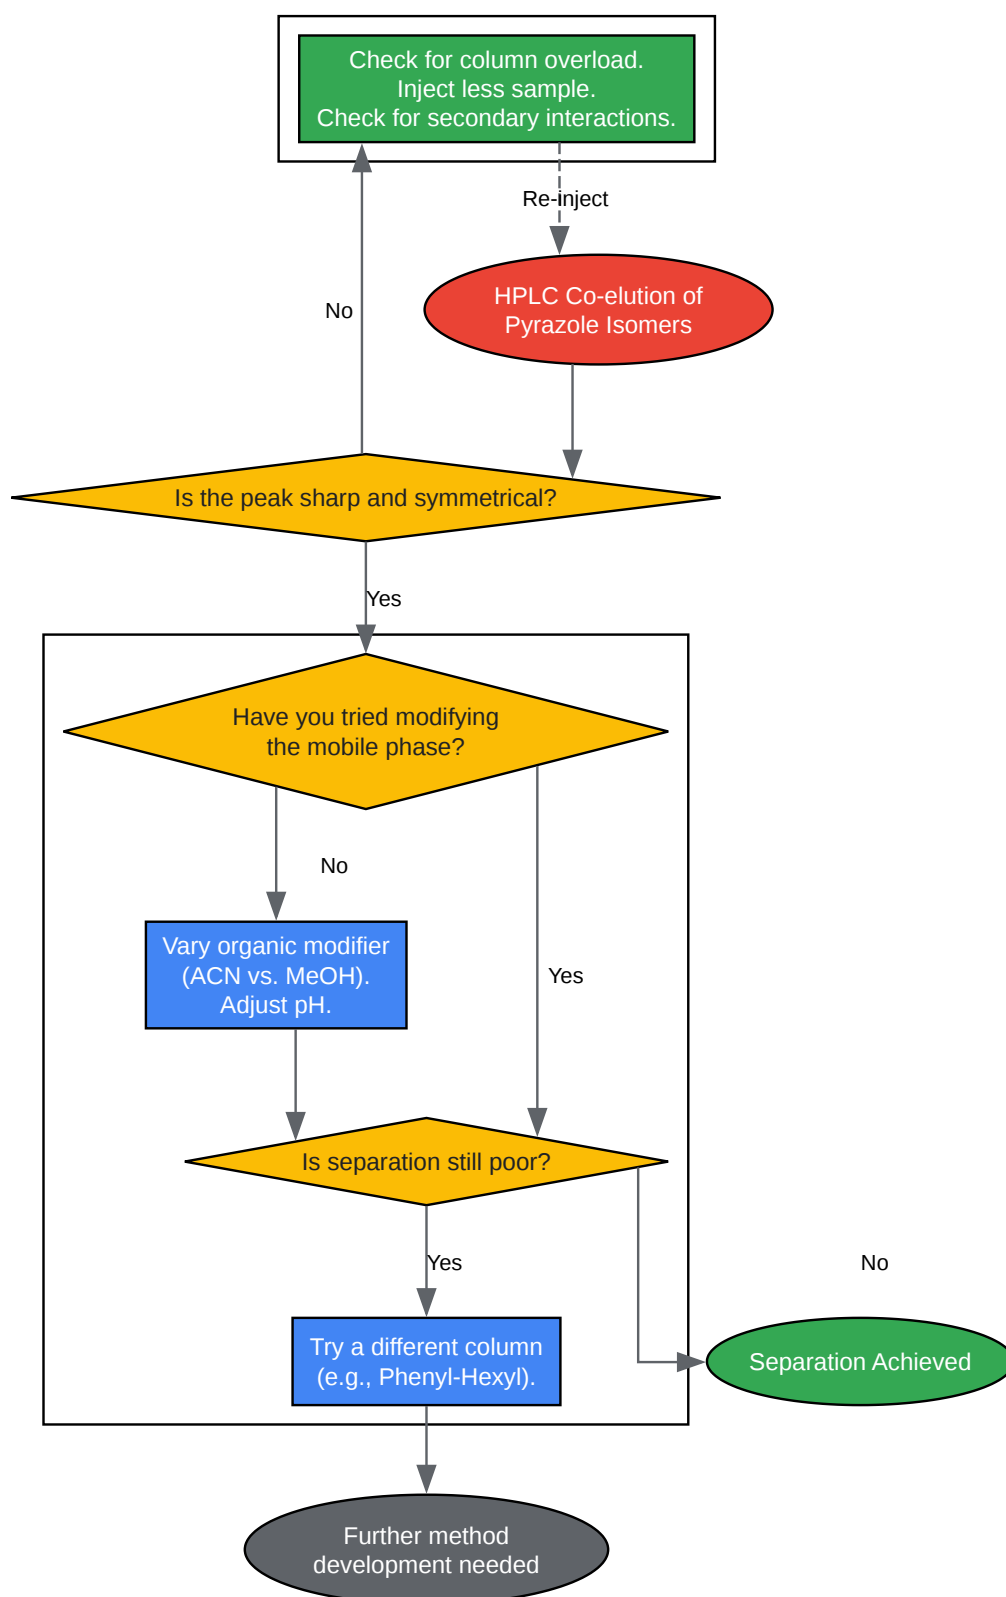 Check for column overload.
Inject less sample.
Check for secondary interactions.
Re-inject
HPLC Co-elution of
Pyrazole Isomers
No
Is the peak sharp and symmetrical?
Yes
Have you tried modifying
the mobile phase?
No
Vary organic modifier
(ACN vs. MeOH).
Adjust pH.
Yes
Is separation still poor?
Yes
No
Try a different column
(e.g., Phenyl-Hexyl).
Separation Achieved
Further method
development needed